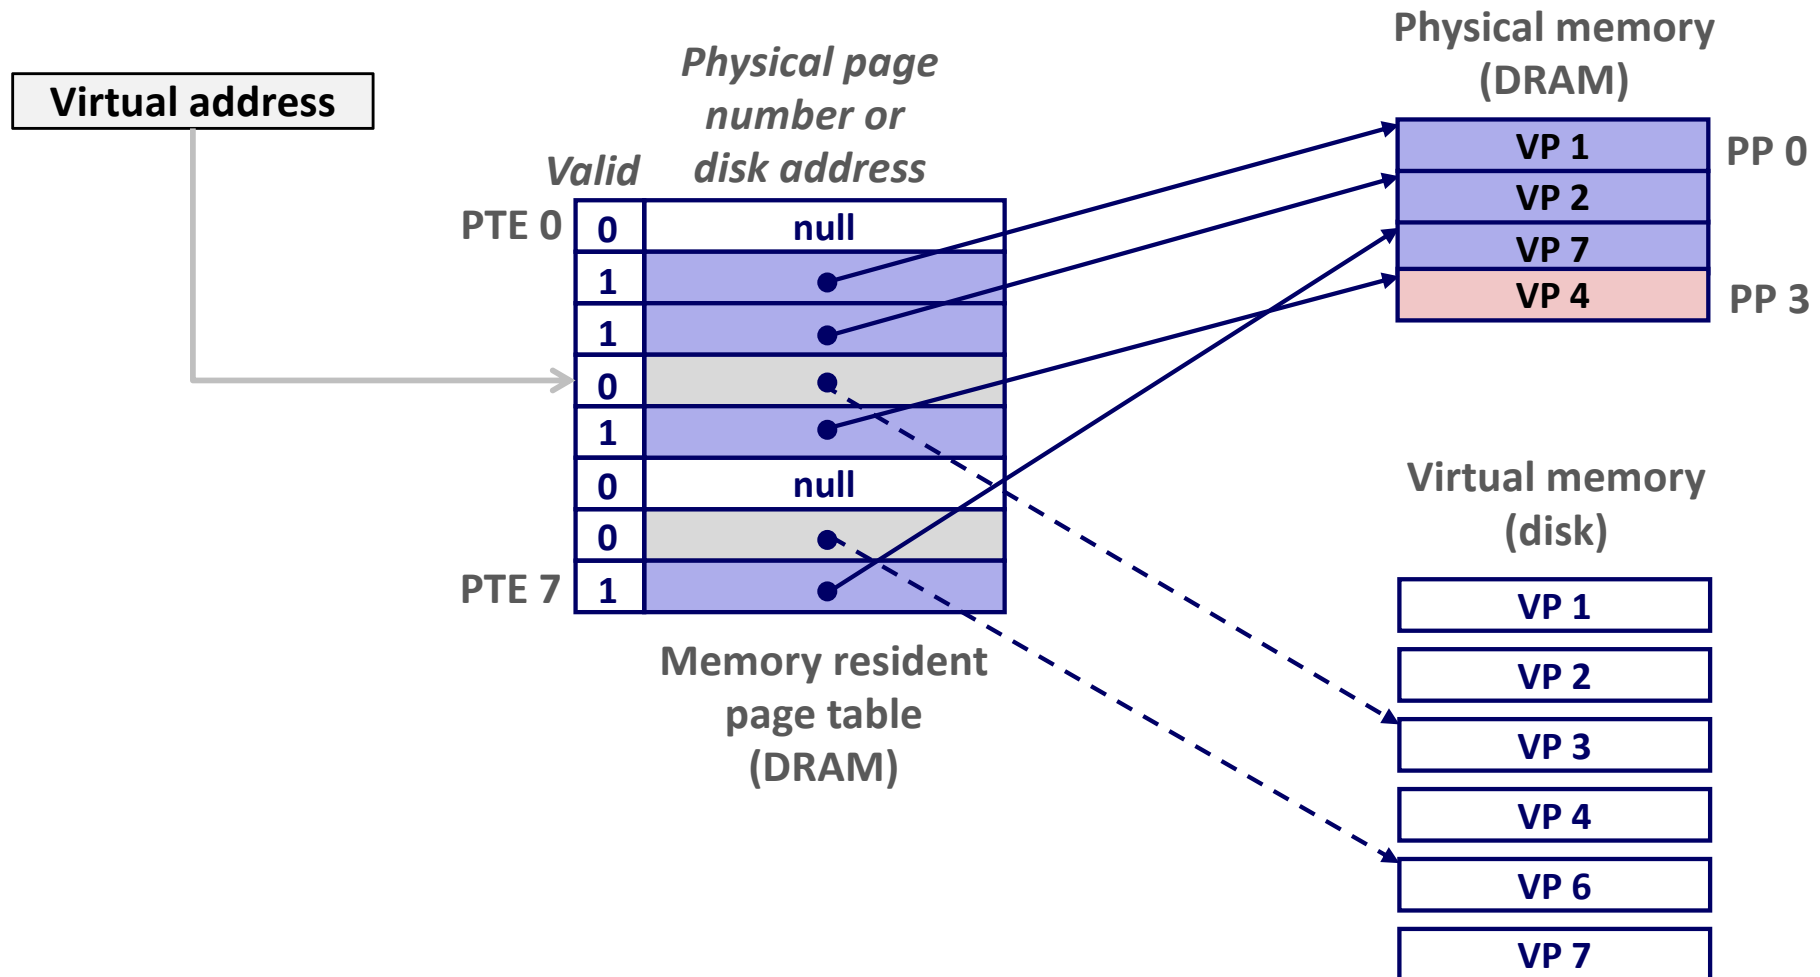 Virtual address
Physical page
number or
disk address
Valid
PTE 0
0
null
1
1
0
1
0
null
0
PTE 7
1
Memory resident
page table
(DRAM)
Physical memory
(DRAM)
VP 1
PP 0
VP 2
VP 7
VP 4
PP 3
Virtual memory
(disk)
VP 1
VP 2
VP 3
VP 4
VP 6
VP 7